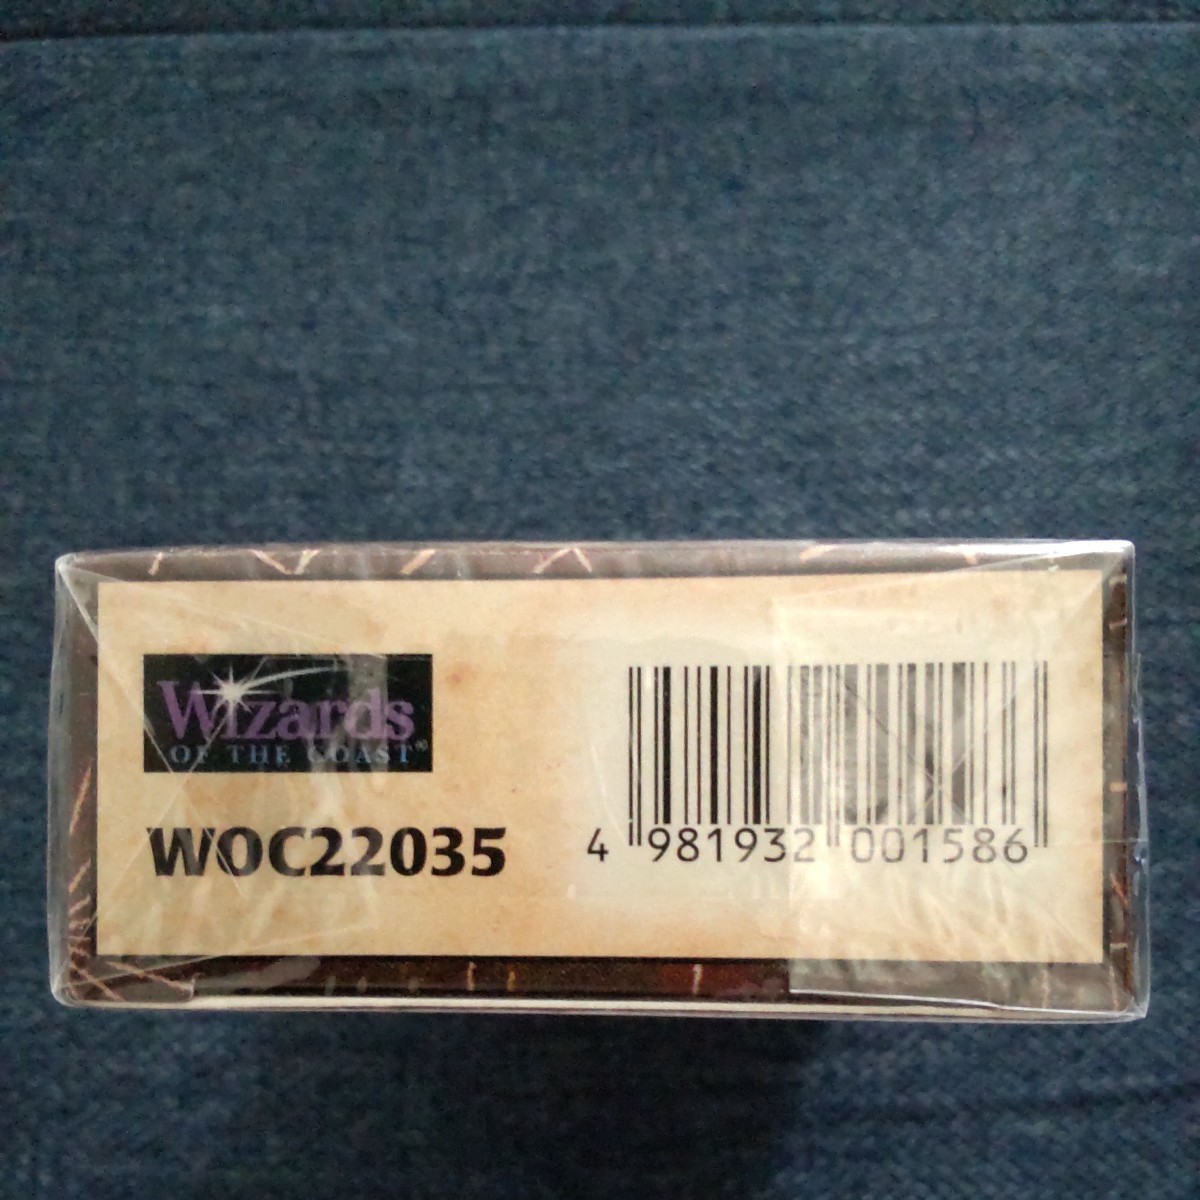 Wizards
OF THE COAST®
WOC22035
4 981932 001586